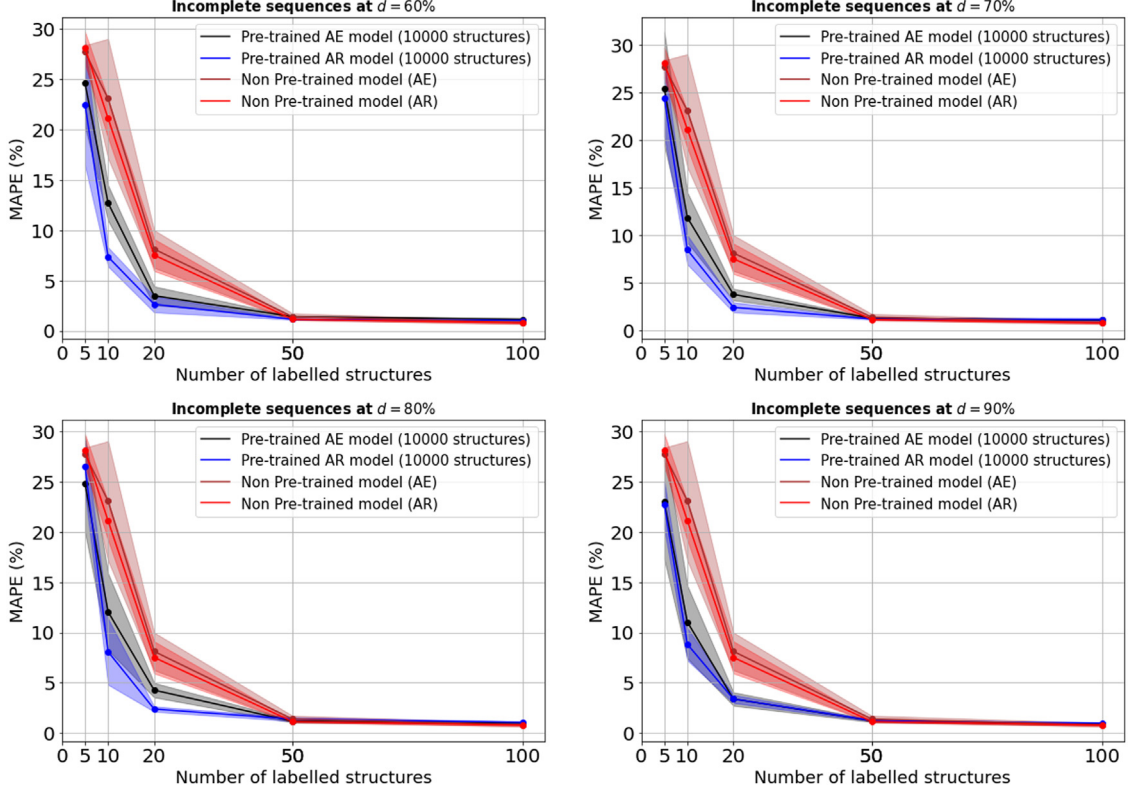 Incomplete sequences at d = 60%
30
25
20
15
10
5
0
MAPE (%)
Pre-trained AE model (10000 structures)
Pre-trained AR model (10000 structures)
Non Pre-trained model (AE)
Non Pre-trained model (AR)
0 5 10 20 50 100
Number of labelled structures
Incomplete sequences at d = 70%
30
25
20
15
10
5
0
MAPE (%)
Pre-trained AE model (10000 structures)
Pre-trained AR model (10000 structures)
Non Pre-trained model (AE)
Non Pre-trained model (AR)
0 5 10 20 50 100
Number of labelled structures
Incomplete sequences at d = 80%
30
25
20
15
10
5
0
MAPE (%)
Pre-trained AE model (10000 structures)
Pre-trained AR model (10000 structures)
Non Pre-trained model (AE)
Non Pre-trained model (AR)
0 5 10 20 50 100
Number of labelled structures
Incomplete sequences at d = 90%
30
25
20
15
10
5
0
MAPE (%)
Pre-trained AE model (10000 structures)
Pre-trained AR model (10000 structures)
Non Pre-trained model (AE)
Non Pre-trained model (AR)
0 5 10 20 50 100
Number of labelled structures